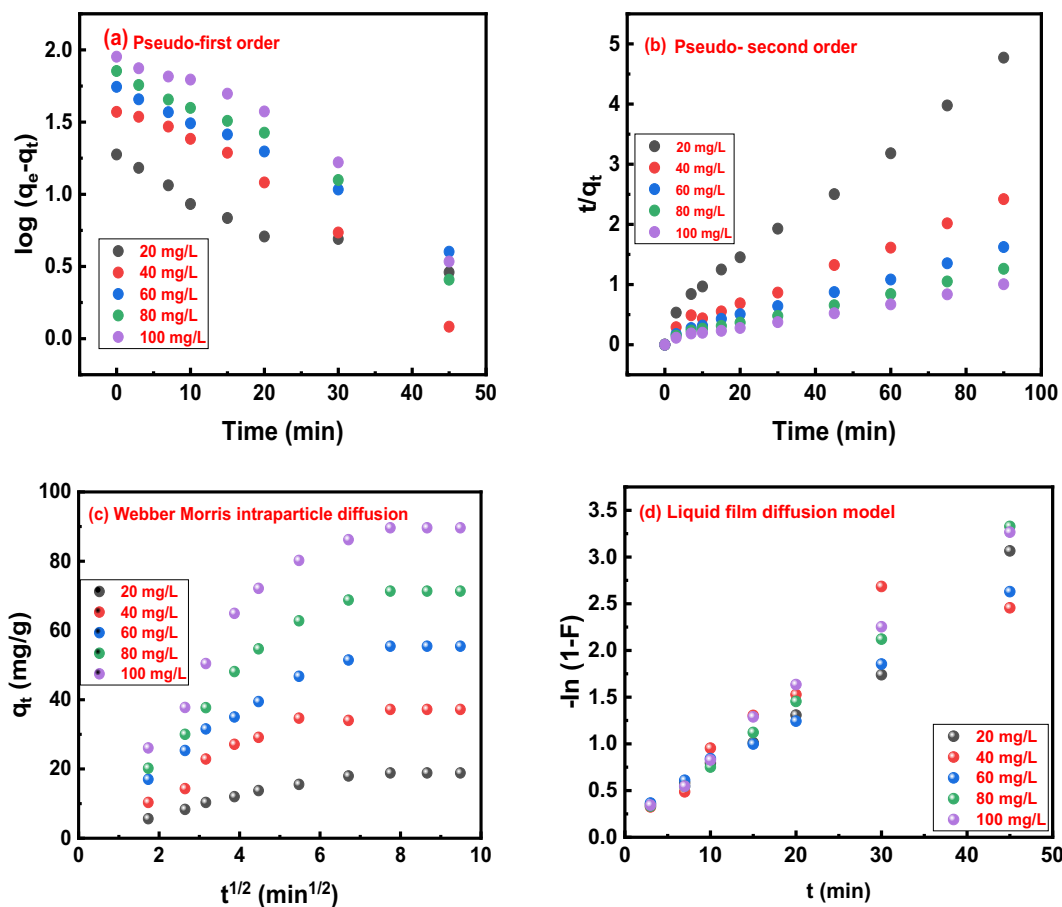 (a) Pseudo-first order
2.0
1.5
1.0
0.5
0.0
log (qe-qt)
20 mg/L
40 mg/L
60 mg/L
80 mg/L
100 mg/L
0 10 20 30 40 50
Time (min)
(b) Pseudo- second order
5
4
3
2
1
0
t/qt
20 mg/L
40 mg/L
60 mg/L
80 mg/L
100 mg/L
0 20 40 60 80 100
Time (min)
(c) Webber Morris intraparticle diffusion
100
80
60
40
20
0
qt (mg/g)
20 mg/L
40 mg/L
60 mg/L
80 mg/L
100 mg/L
0 2 4 6 8 10
t1/2 (min1/2)
(d) Liquid film diffusion model
3.5
3.0
2.5
2.0
1.5
1.0
0.5
0.0
-ln (1-F)
20 mg/L
40 mg/L
60 mg/L
80 mg/L
100 mg/L
0 10 20 30 40 50
t (min)